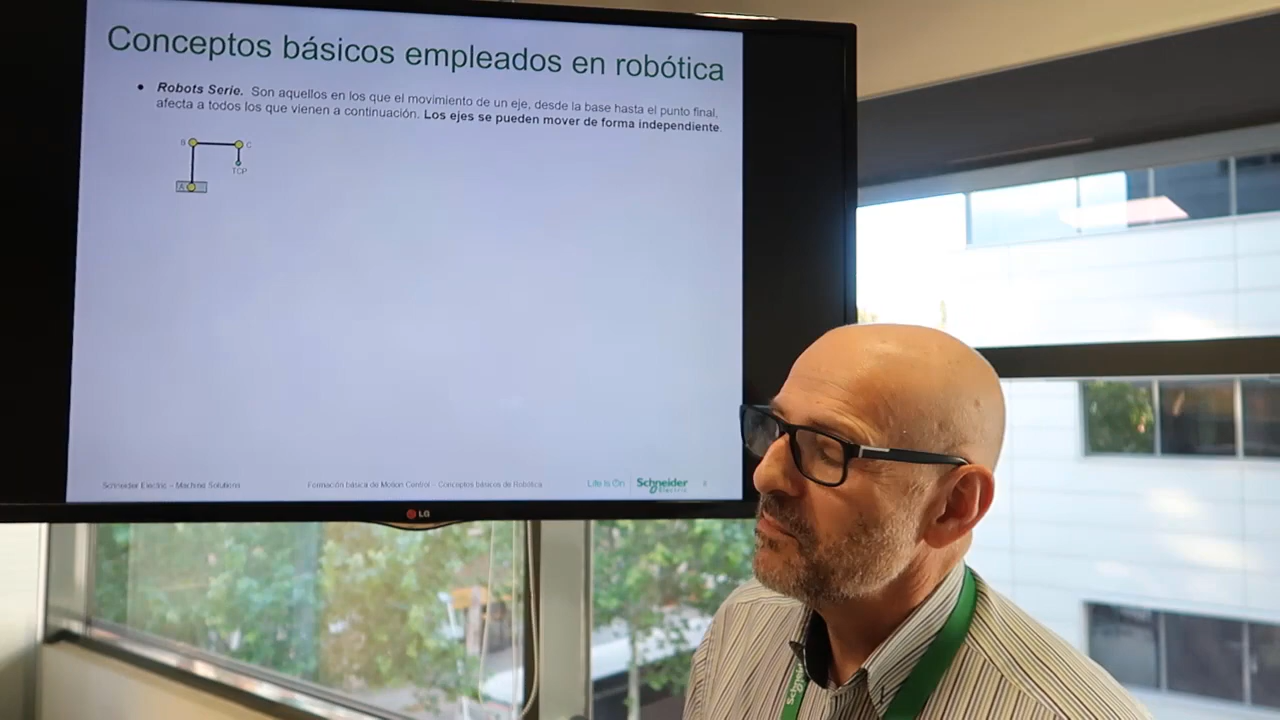 Conceptos básicos empleados en robótica
• Robots Serie. Son aquellos en los que el movimiento de un eje, desde la base hasta el punto final,
afecta a todos los que vienen a continuación. Los ejes se pueden mover de forma independiente.
B C
TCP
A
Schneider Electric – Machine Solutions Formación básica de Motion Control – Conceptos básicos de Robótica Life Is On Schneider Electric
LG
Schneider